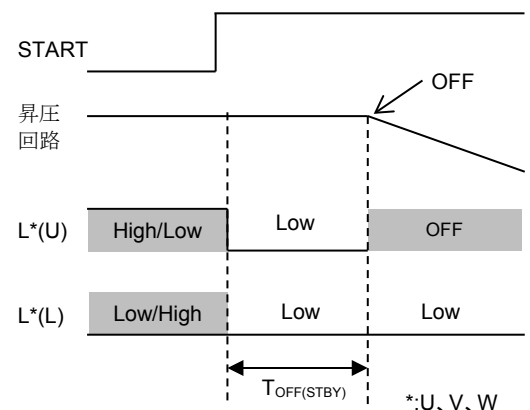 START
OFF
昇圧
回路
L*(U) High/Low Low OFF
L*(L) Low/High Low Low
TOFF(STBY)
*:U、V、W